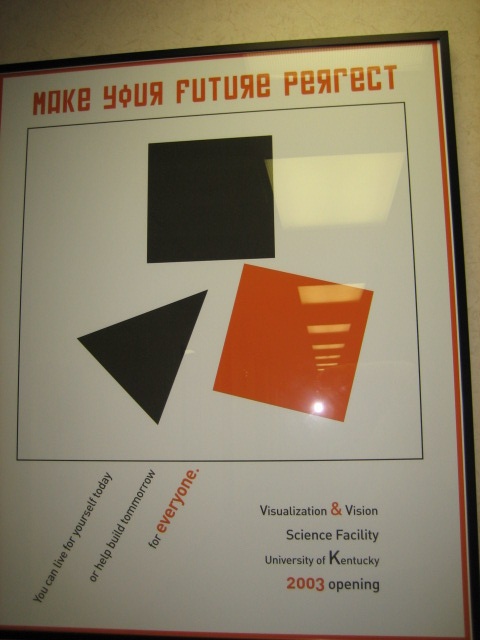 MAKE YOUR FUTURE PERFECT
You can live for yourself today
or help build tommorrow
for everyone.
Visualization & Vision
Science Facility
University of Kentucky
2003 opening